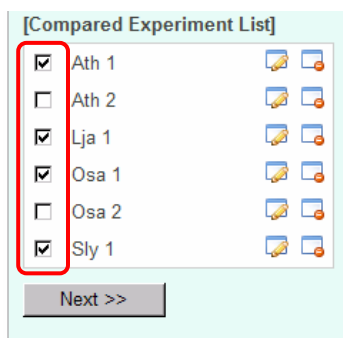 [Compared Experiment List]
Ath 1
Ath 2
Lja 1
Osa 1
Osa 2
Sly 1
Next >>